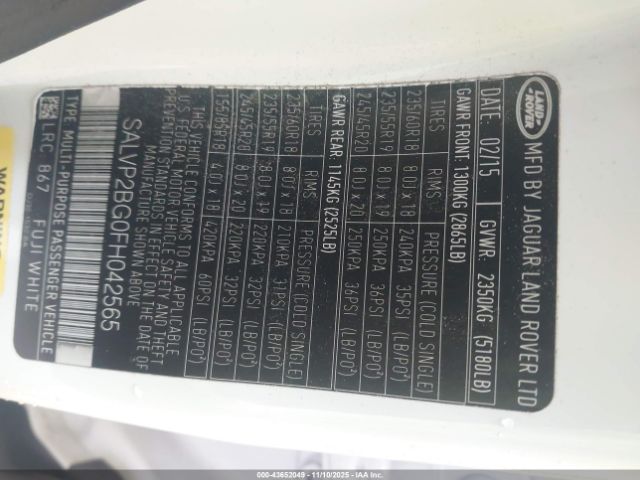 LAND ROVER
MFD BY JAGUAR LAND ROVER LTD
DATE: 02/15 GVWR. 2350KG (5180LB)
GAWR FRONT: 1300KG (2865LB)
TIRES RIMS PRESSURE (COLD SINGLE)
235/60R18 8.0J x 18 240KPA 35PSI (LB/PO²)
235/55R19 8.0J x 19 250KPA 36PSI (LB/PO²)
245/45R20 8.0J x 20 250KPA 36PSI (LB/PO²)
GAWR REAR: 1145KG (2525LB)
TIRES RIMS PRESSURE (COLD SINGLE)
235/60R18 8.0J x 18 210KPA 31PSI (LB/PO²)
235/55R19 8.0J x 19 220KPA 32PSI (LB/PO²)
245/45R20 8.0J x 20 220KPA 32PSI (LB/PO²)
155/85R18 4.0J x 18 420KPA 60PSI (LB/PO²)
THIS VEHICLE CONFORMS TO ALL APPLICABLE
U.S. FEDERAL MOTOR VEHICLE SAFETY AND THEFT
PREVENTION STANDARDS IN EFFECT ON THE DATE OF
MANUFACTURE SHOWN ABOVE
SALVP2BG0FH042565
TYPE: MULTI-PURPOSE PASSENGER VEHICLE
LRC 867 FUJI WHITE
WARNING
000-43652049 - 11/10/2025 - IAAI.COM